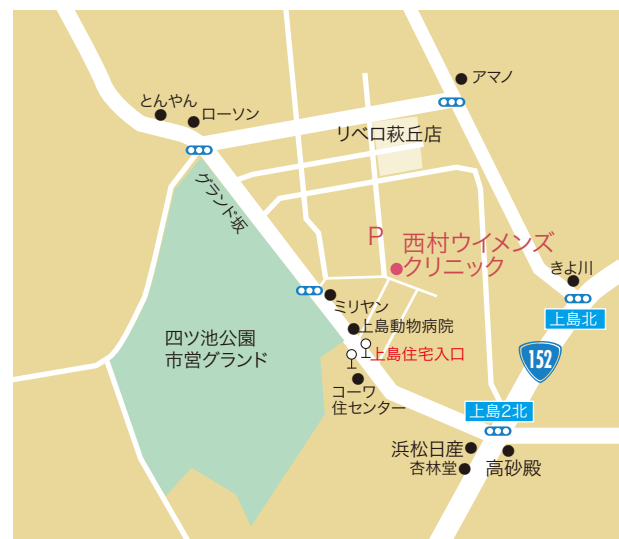 アマノ
とんやん
ローソン
リベロ萩丘店
グランド坂
P
西村ウイメンズ
クリニック
きよ川
ミリヤン
上島北
上島動物病院
四ツ池公園
市営グランド
上島住宅入口
152
コーワ
住センター
上島2北
浜松日産
杏林堂
高砂殿